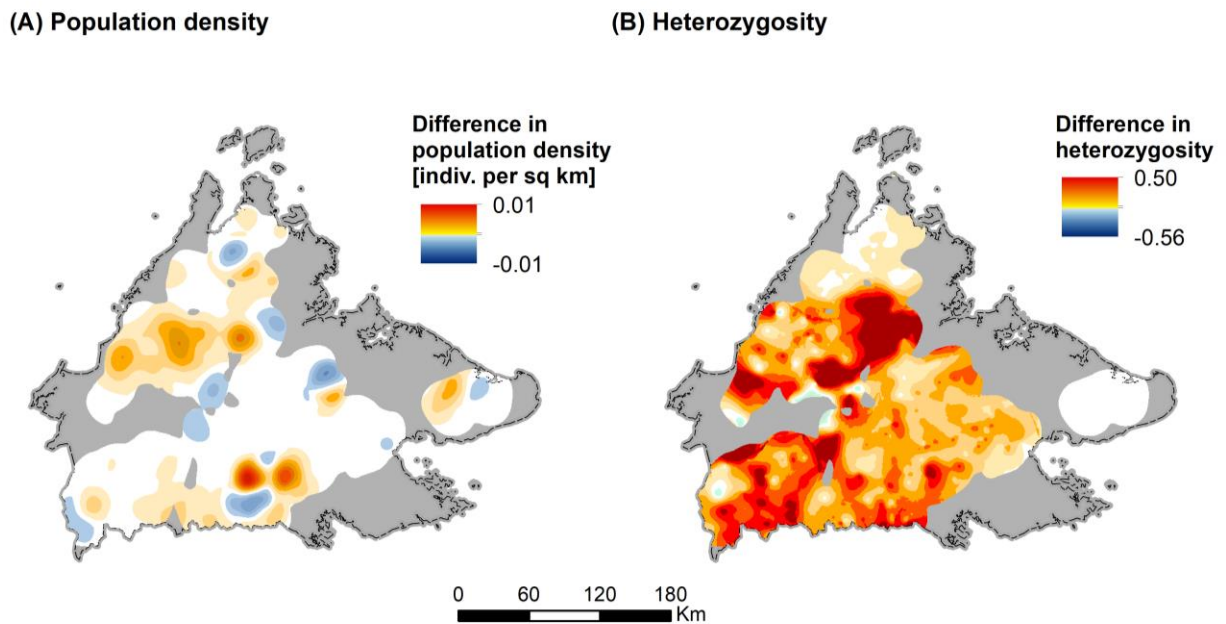 (A) Population density
(B) Heterozygosity
Difference in
population density
[indiv. per sq km]
0.01
-0.01
Difference in
heterozygosity
0.50
-0.56
0 60 120 180
Km